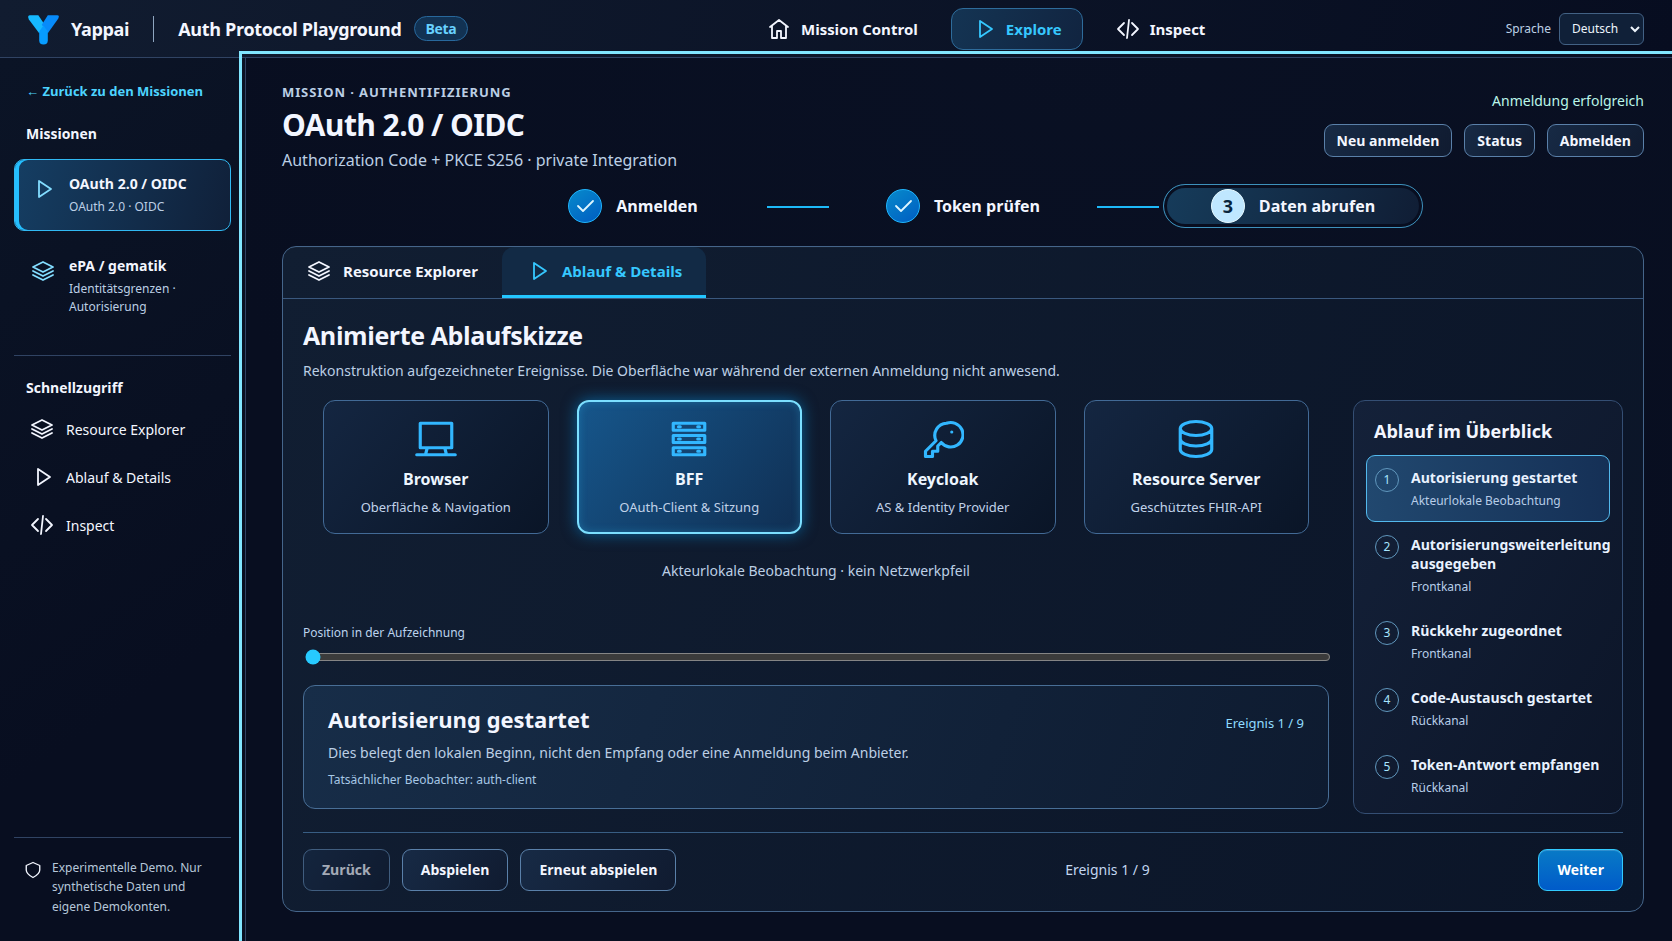 Yappai
Auth Protocol Playground
Beta
Mission Control
Explore
Inspect
Sprache
Deutsch
← Zurück zu den Missionen
Missionen
OAuth 2.0 / OIDC
OAuth 2.0 · OIDC
ePA / gematik
Identitätsgrenzen ·
Autorisierung
Schnellzugriff
Resource Explorer
Ablauf & Details
Inspect
Experimentelle Demo. Nur
synthetische Daten und
eigene Demokonten.
MISSION · AUTHENTIFIZIERUNG
OAuth 2.0 / OIDC
Authorization Code + PKCE S256 · private Integration
Anmeldung erfolgreich
Neu anmelden
Status
Abmelden
Anmelden
Token prüfen
3
Daten abrufen
Resource Explorer
Ablauf & Details
Animierte Ablaufskizze
Rekonstruktion aufgezeichneter Ereignisse. Die Oberfläche war während der externen Anmeldung nicht anwesend.
Browser
Oberfläche & Navigation
BFF
OAuth-Client & Sitzung
Keycloak
AS & Identity Provider
Resource Server
Geschütztes FHIR-API
Akteurlokale Beobachtung · kein Netzwerkpfeil
Position in der Aufzeichnung
Autorisierung gestartet
Ereignis 1 / 9
Dies belegt den lokalen Beginn, nicht den Empfang oder eine Anmeldung beim Anbieter.
Tatsächlicher Beobachter: auth-client
Ablauf im Überblick
1
Autorisierung gestartet
Akteurlokale Beobachtung
2
Autorisierungsweiterleitung
ausgegeben
Frontkanal
3
Rückkehr zugeordnet
Frontkanal
4
Code-Austausch gestartet
Rückkanal
5
Token-Antwort empfangen
Rückkanal
Zurück
Abspielen
Erneut abspielen
Ereignis 1 / 9
Weiter